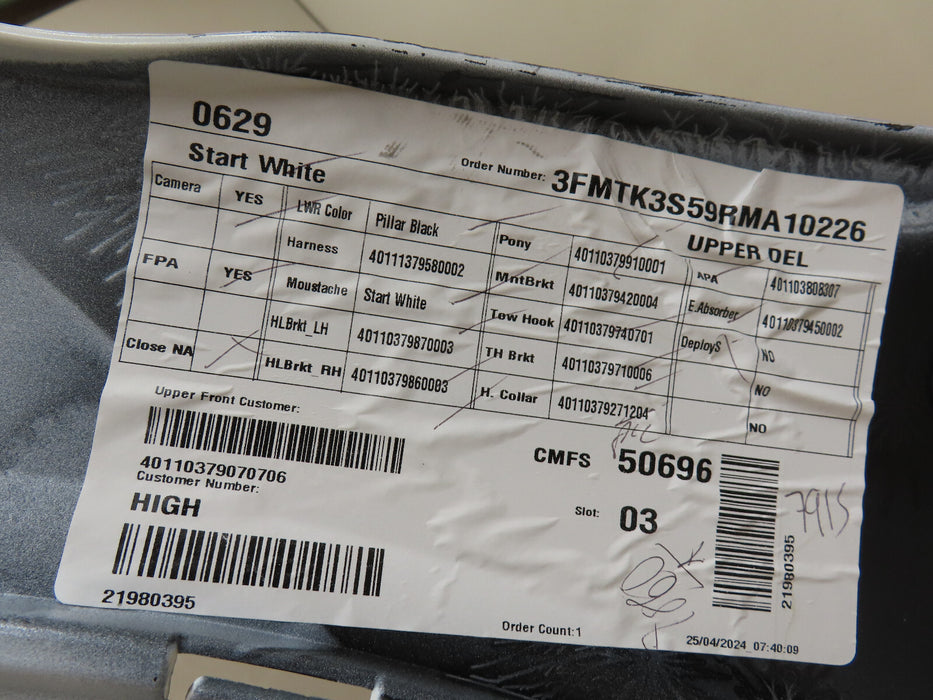 0629
Start White
Order Number: 3FMTK3S59RMA10226
UPPER DEL
Camera YES LWR Color Pillar Black Pony 40110379910001 APA 401103808307
Harness 40111379580002 MntBrkt 40110379420004 E.Absorber 40110379450002
FPA YES Moustache Start White Tow Hook 40110379740701 DeployS NO
HLBrkt_LH 40110379870003 TH Brkt 40110379710006 NO
Close NA HLBrkt_RH 40110379860003 H. Collar 40110379271204 NO
Upper Front Customer:
40110379070706
Customer Number:
HIGH
21980395
CMFS 50696
Slot: 03
21980395
7915
Order Count:1
25/04/2024_07:40:09